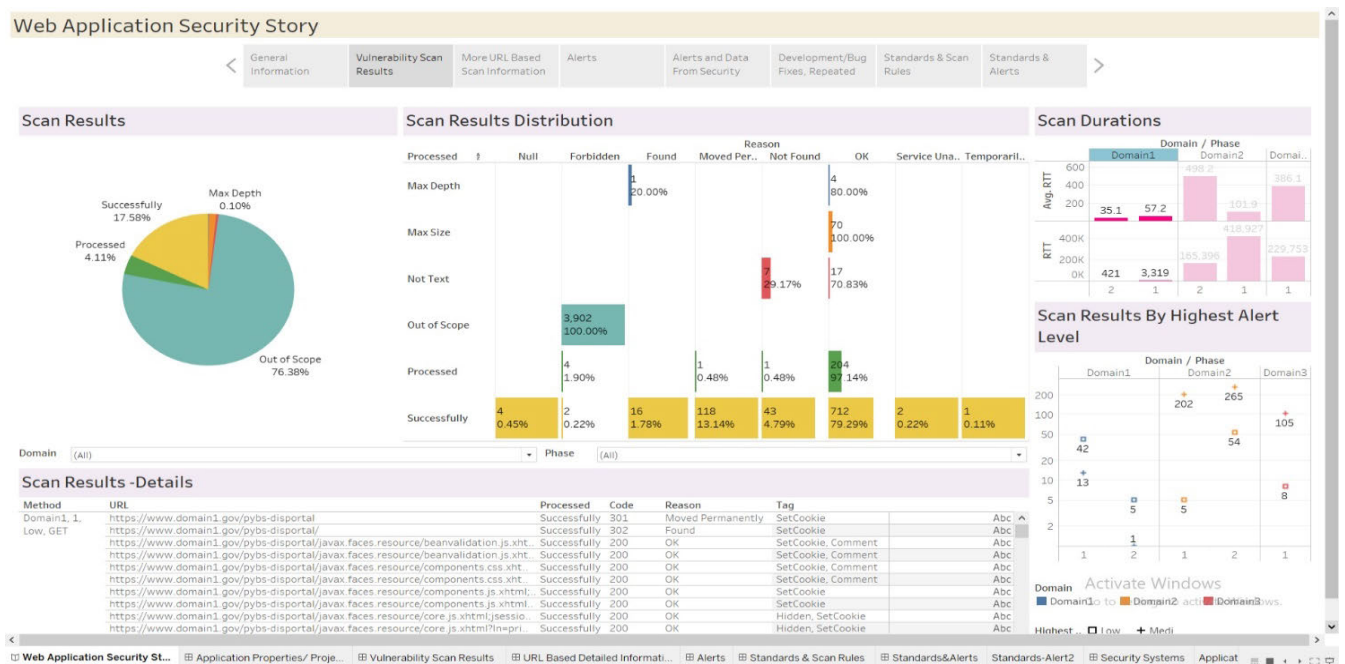 Web Application Security Story
General Information
Vulnerability Scan Results
More URL Based Scan Information
Alerts
Alerts and Data From Security
Development/Bug Fixes, Repeated
Standards & Scan Rules
Standards & Alerts
Scan Results
Max Depth
0.10%
Successfully
17.58%
Processed
4.11%
Out of Scope
76.38%
Scan Results Distribution
Reason
Processed Null Forbidden Found Moved Per.. Not Found OK Service Una.. Temporaril..
Max Depth 1 20.00% 4 80.00%
Max Size 70 100.00%
Not Text 7 29.17% 17 70.83%
Out of Scope 3,902 100.00%
Processed 4 1.90% 1 0.48% 1 0.48% 204 97.14%
Successfully 4 0.45% 2 0.22% 16 1.78% 118 13.14% 43 4.79% 712 79.29% 2 0.22% 1 0.11%
Scan Durations
Domain / Phase
Domain1 Domain2 Domai..
Avg. RTT
600
400
200
35.1 57.2 498.2 101.9 386.1
RTT
400K
200K
0K
421 3,319 165,396 418,927 229,753
2 1 2 1 1
Scan Results By Highest Alert Level
Domain / Phase
Domain1 Domain2 Domain3
200
100
50
20
10
5
2
202 265
105
42 54
13
8
5 5
1
1 2 1 2 1
Domain
Domain1 Domain2 Domain3
Activate Windows
Highest .. Low Medi..
Domain (All) Phase (All)
Scan Results -Details
Method URL Processed Code Reason Tag
Domain1, 1, Low, GET
https://www.domain1.gov/pybs-disportal Successfully 301 Moved Permanently SetCookie Abc
https://www.domain1.gov/pybs-disportal/ Successfully 302 Found SetCookie Abc
https://www.domain1.gov/pybs-disportal/javax.faces.resource/beanvalidation.js.xht.. Successfully 200 OK SetCookie, Comment Abc
https://www.domain1.gov/pybs-disportal/javax.faces.resource/beanvalidation.js.xht.. Successfully 200 OK SetCookie, Comment Abc
https://www.domain1.gov/pybs-disportal/javax.faces.resource/components.css.xht.. Successfully 200 OK SetCookie, Comment Abc
https://www.domain1.gov/pybs-disportal/javax.faces.resource/components.css.xht.. Successfully 200 OK SetCookie, Comment Abc
https://www.domain1.gov/pybs-disportal/javax.faces.resource/components.js.xhtml;.. Successfully 200 OK SetCookie Abc
https://www.domain1.gov/pybs-disportal/javax.faces.resource/components.js.xhtml.. Successfully 200 OK SetCookie Abc
https://www.domain1.gov/pybs-disportal/javax.faces.resource/core.js.xhtml;jsessio.. Successfully 200 OK Hidden, SetCookie Abc
https://www.domain1.gov/pybs-disportal/javax.faces.resource/core.js.xhtml?ln=pri.. Successfully 200 OK Hidden, SetCookie Abc
Web Application Security St... Application Properties/ Proje... Vulnerability Scan Results URL Based Detailed Informati... Alerts Standards & Scan Rules Standards&Alerts Standards-Alert2 Security Systems Applicat